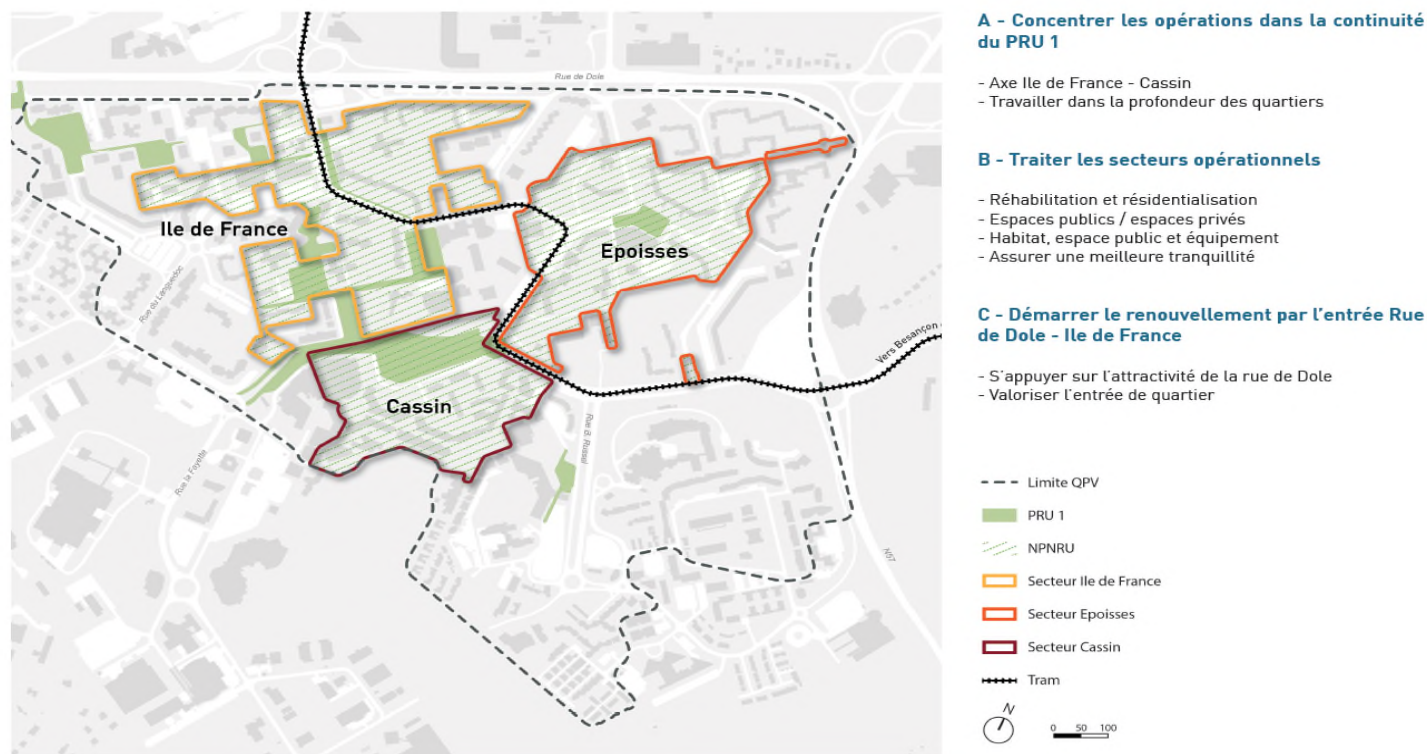 A - Concentrer les opérations dans la continuité
du PRU 1
- Axe Ile de France - Cassin
- Travailler dans la profondeur des quartiers
B - Traiter les secteurs opérationnels
- Réhabilitation et résidentialisation
- Espaces publics / espaces privés
- Habitat, espace public et équipement
- Assurer une meilleure tranquillité
C - Démarrer le renouvellement par l'entrée Rue
de Dole - Ile de France
- S'appuyer sur l'attractivité de la rue de Dole
- Valoriser l'entrée de quartier
Limite QPV
PRU 1
NPNRU
Secteur Ile de France
Secteur Epoisses
Secteur Cassin
Tram
N
0 50 100
Rue de Dole
Ile de France
Epoisses
Rue du Languedoc
Vers Besançon
Cassin
Rue la Fayette
Rue B. Russel
N57